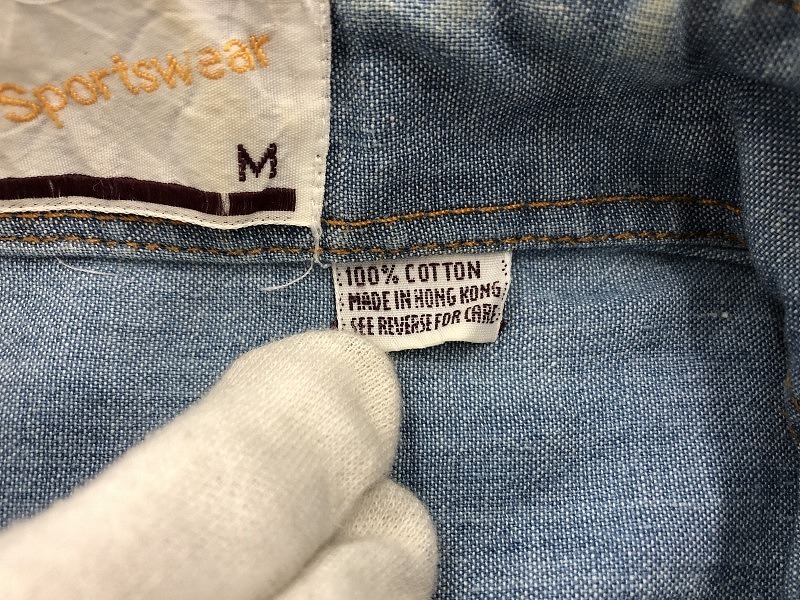 Sportswear
M
100% COTTON
MADE IN HONG KONG
SEE REVERSE FOR CARE